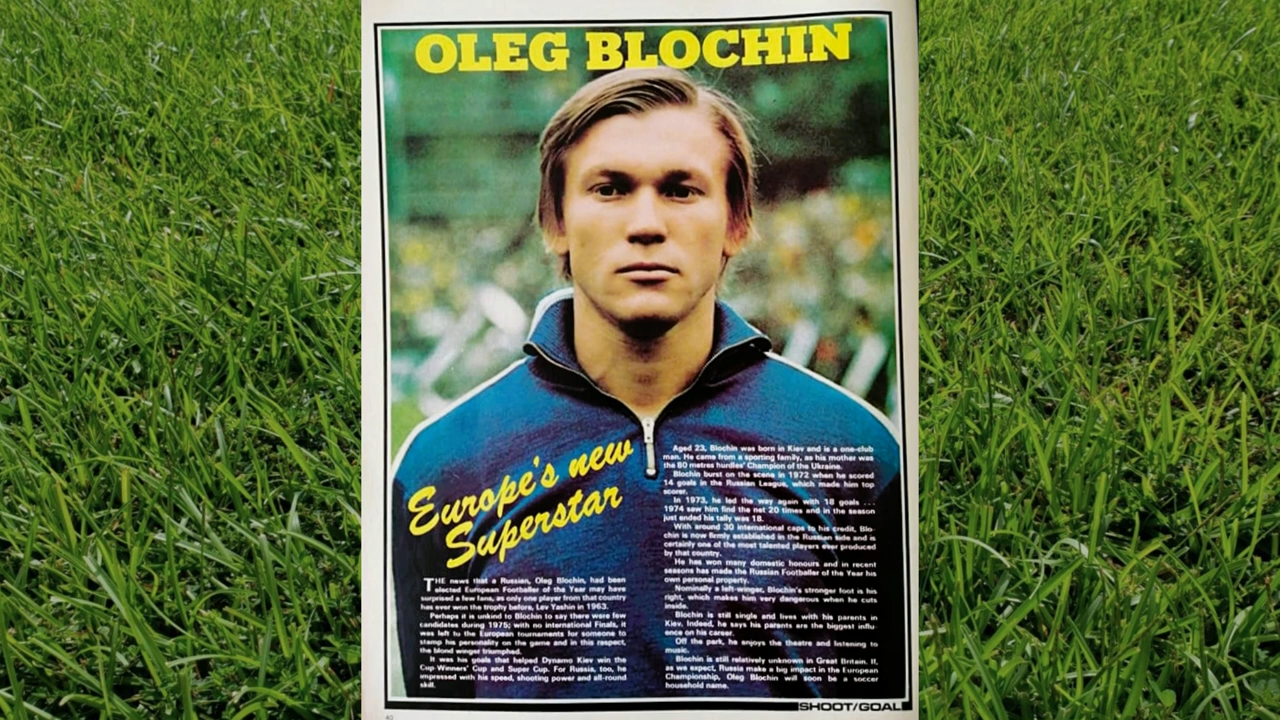 OLEG BLOCHIN
Europe's new
Superstar
THE news that a Russian, Oleg Blochin, had been
elected European Footballer of the Year may have
surprised a few fans, as only one player from that country
has ever won the trophy before, Lev Yashin in 1963.
Perhaps it is unkind to Blochin to say there were few
candidates during 1975; with no international Finals, it
was left to the European tournaments for someone to
stamp his personality on the game and in this respect,
the blond winger triumphed.
It was his goals that helped Dynamo Kiev win the
Cup-Winners' Cup and Super Cup. For Russia, too, he
impressed with his speed, shooting power and all-round
skill.
Aged 23, Blochin was born in Kiev and is a one-club
man. He came from a sporting family, as his mother was
the 80 metres hurdles' Champion of the Ukraine.
Blochin burst on the scene in 1972 when he scored
14 goals in the Russian League, which made him top
scorer.
In 1973, he led the way again with 18 goals . . .
1974 saw him find the net 20 times and in the season
just ended his tally was 18.
With around 30 international caps to his credit, Blo-
chin is now firmly established in the Russian side and is
certainly one of the most talented players ever produced
by that country.
He has won many domestic honours and in recent
seasons has made the Russian Footballer of the Year his
own personal property.
Nominally a left-winger, Blochin's stronger foot is his
right, which makes him very dangerous when he cuts
inside.
Blochin is still single and lives with his parents in
Kiev. Indeed, he says his parents are the biggest influ-
ence on his career.
Off the park, he enjoys the theatre and listening to
music.
Blochin is still relatively unknown in Great Britain. If,
as we expect, Russia make a big impact in the European
Championship, Oleg Blochin will soon be a soccer
household name.
SHOOT/GOAL
40